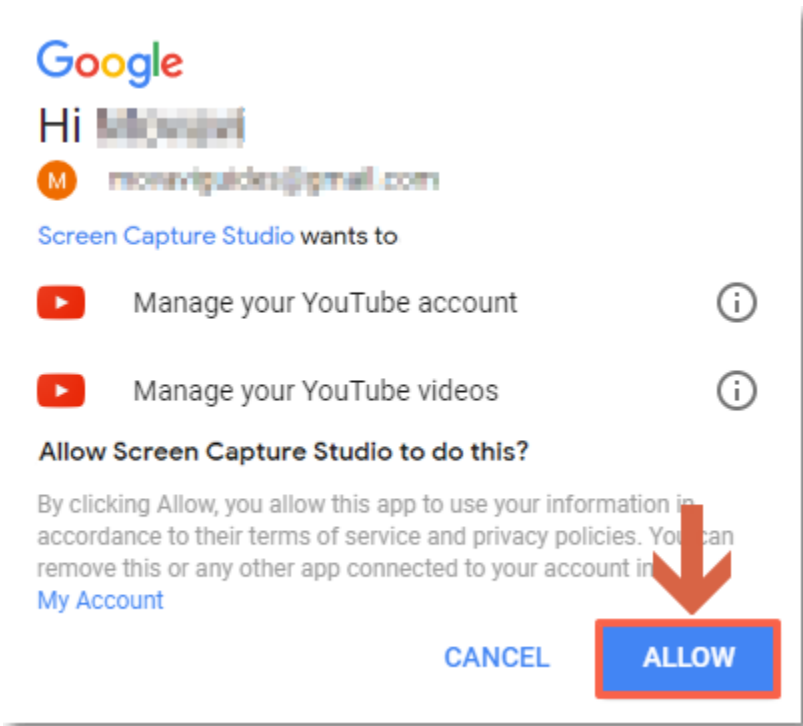 Google
Hi
M
Screen Capture Studio wants to
Manage your YouTube account
Manage your YouTube videos
Allow Screen Capture Studio to do this?
By clicking Allow, you allow this app to use your information in
accordance to their terms of service and privacy policies. You can
remove this or any other app connected to your account in
My Account
CANCEL
ALLOW